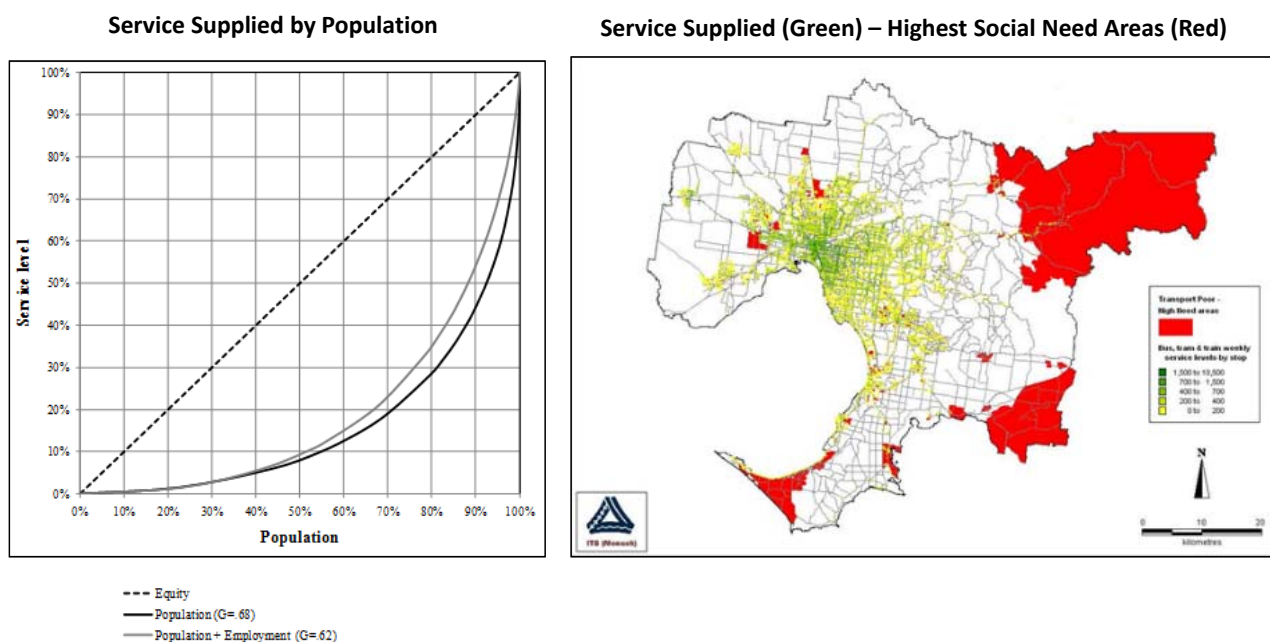 Service Supplied by Population
Service Supplied (Green) – Highest Social Need Areas (Red)
100%
90%
80%
70%
60%
50%
40%
30%
20%
10%
0%
Service level
0% 10% 20% 30% 40% 50% 60% 70% 80% 90% 100%
Population
Equity
Population (G=.68)
Population + Employment (G=.62)
Transport Poor -
High Need areas
Bus, tram & train weekly
service levels by stop
1,500 to 10,500
700 to 1,500
400 to 700
200 to 400
0 to 200
N
0 10 20
kilometres
ITS (Monash)